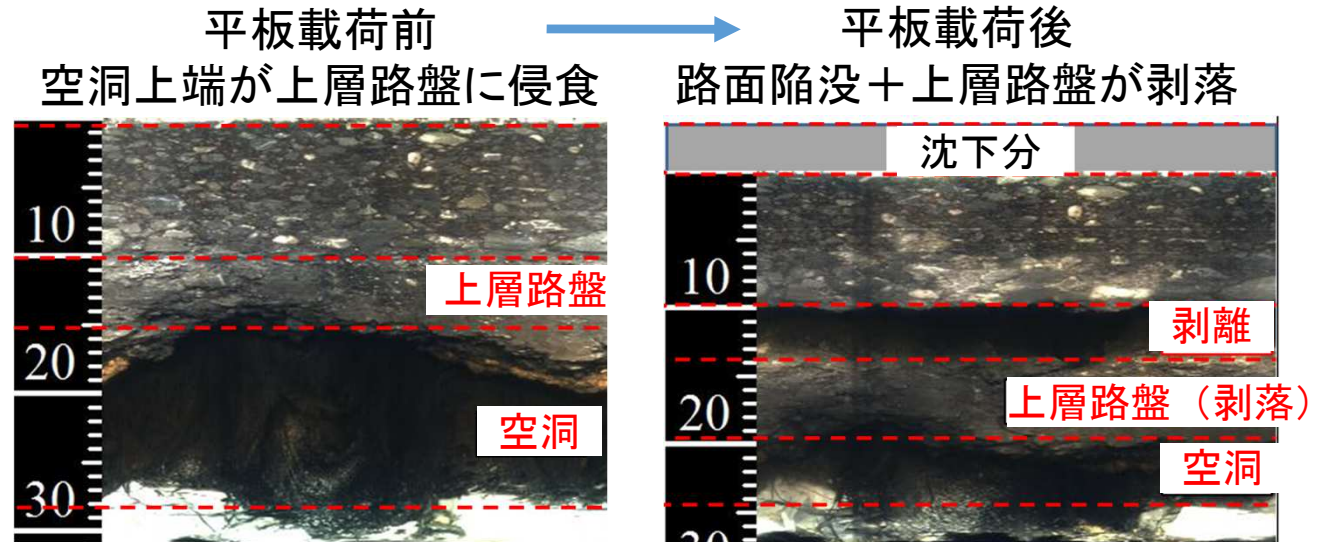 平板載荷前
空洞上端が上層路盤に侵食
平板載荷後
路面陥没＋上層路盤が剥落
10
上層路盤
20
空洞
30
沈下分
10
剥離
上層路盤（剥落）
20
空洞
30